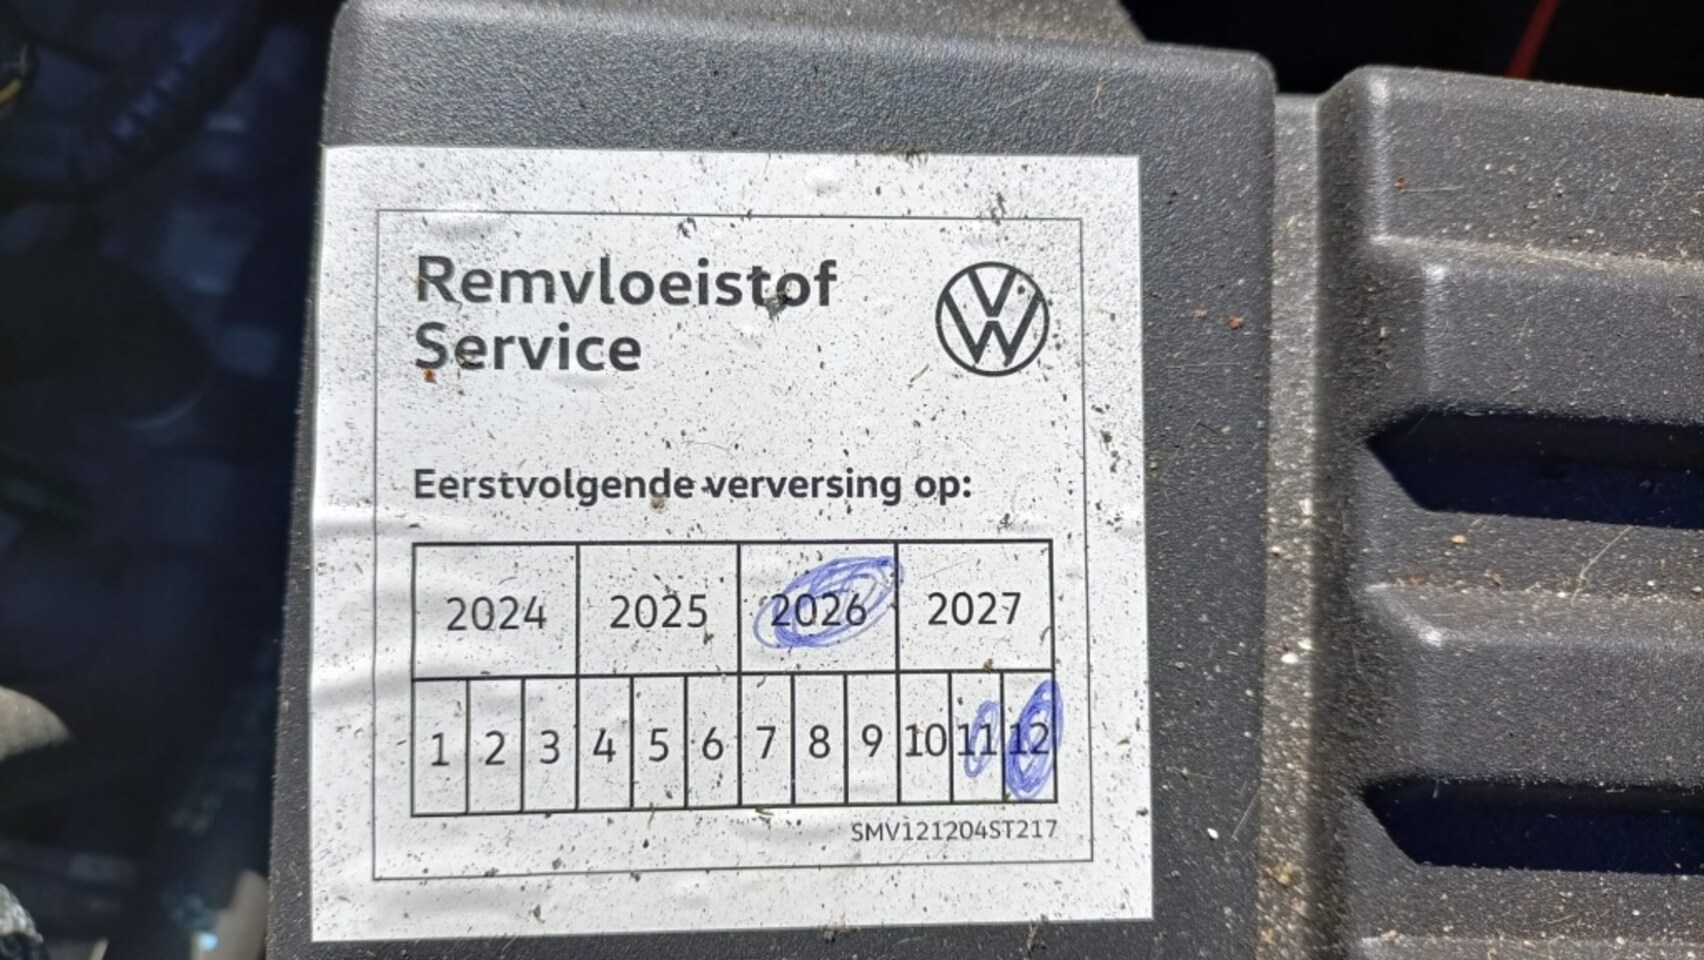 Remvloeistof
Service
Eerstvolgende verversing op:
2024 2025 2026 2027
1 2 3 4 5 6 7 8 9 10 11 12
SMV121204ST217